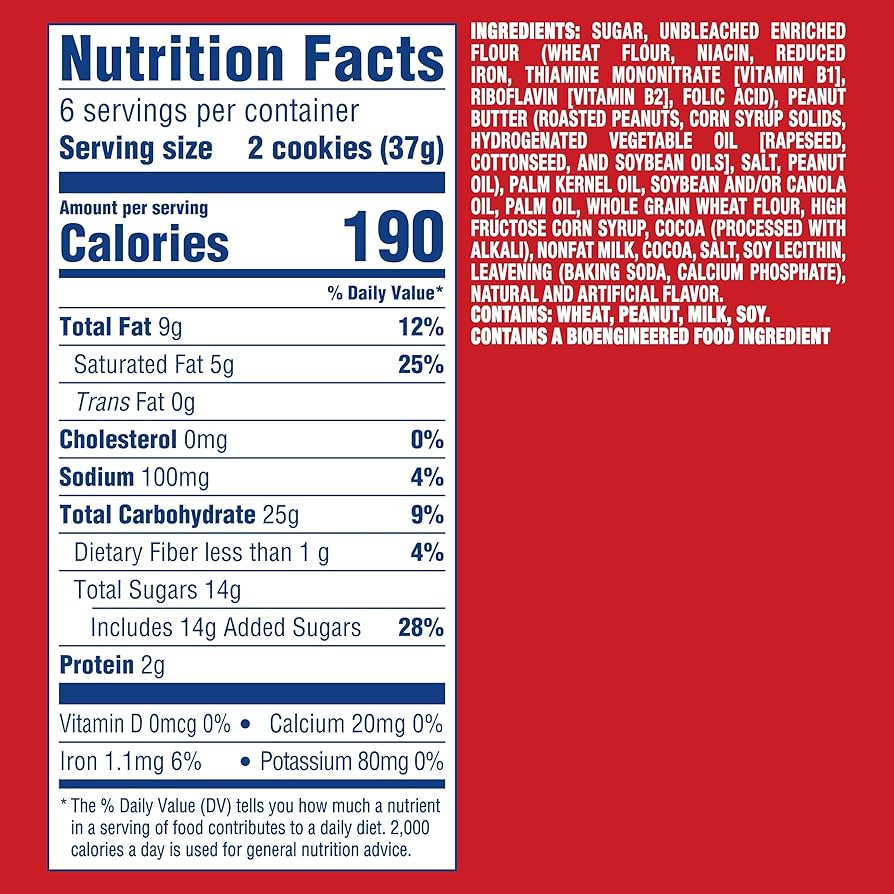 Nutrition Facts
6 servings per container
Serving size 2 cookies (37g)
Amount per serving
Calories 190
% Daily Value*
Total Fat 9g 12%
Saturated Fat 5g 25%
Trans Fat 0g
Cholesterol 0mg 0%
Sodium 100mg 4%
Total Carbohydrate 25g 9%
Dietary Fiber less than 1 g 4%
Total Sugars 14g
Includes 14g Added Sugars 28%
Protein 2g
Vitamin D 0mcg 0% • Calcium 20mg 0%
Iron 1.1mg 6% • Potassium 80mg 0%
* The % Daily Value (DV) tells you how much a nutrient
in a serving of food contributes to a daily diet. 2,000
calories a day is used for general nutrition advice.
INGREDIENTS: SUGAR, UNBLEACHED ENRICHED
FLOUR (WHEAT FLOUR, NIACIN, REDUCED
IRON, THIAMINE MONONITRATE [VITAMIN B1],
RIBOFLAVIN [VITAMIN B2], FOLIC ACID), PEANUT
BUTTER (ROASTED PEANUTS, CORN SYRUP SOLIDS,
HYDROGENATED VEGETABLE OIL [RAPESEED,
COTTONSEED, AND SOYBEAN OILS], SALT, PEANUT
OIL), PALM KERNEL OIL, SOYBEAN AND/OR CANOLA
OIL, PALM OIL, WHOLE GRAIN WHEAT FLOUR, HIGH
FRUCTOSE CORN SYRUP, COCOA (PROCESSED WITH
ALKALI), NONFAT MILK, COCOA, SALT, SOY LECITHIN,
LEAVENING (BAKING SODA, CALCIUM PHOSPHATE),
NATURAL AND ARTIFICIAL FLAVOR.
CONTAINS: WHEAT, PEANUT, MILK, SOY.
CONTAINS A BIOENGINEERED FOOD INGREDIENT